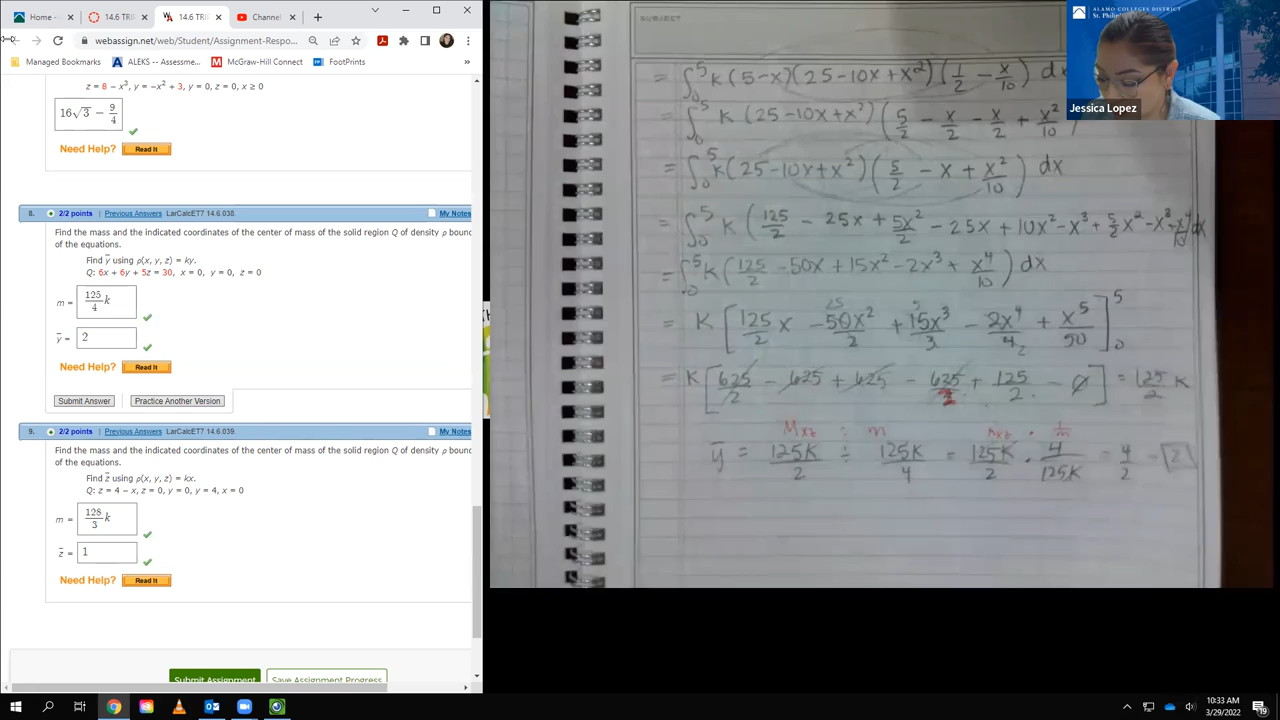 Home -
14.6 TRI
14.6 TRI
Channel
webassign.net/web/Student/Assignment-Respo...
Managed Bookmarks
ALEKS -- Assessme...
McGraw-Hill Connect
FootPrints
z = 8 − x³, y = −x² + 3, y = 0, z = 0, x ≥ 0
16√3 − 9/4
Need Help? Read It
8. 2/2 points | Previous Answers LarCalcET7 14.6.038. My Notes
Find the mass and the indicated coordinates of the center of mass of the solid region Q of density ρ boun
of the equations.
Find ȳ using ρ(x, y, z) = ky.
Q: 6x + 6y + 5z = 30, x = 0, y = 0, z = 0
m = 125/4 k
ȳ = 2
Need Help? Read It
Submit Answer Practice Another Version
9. 2/2 points | Previous Answers LarCalcET7 14.6.039. My Notes
Find the mass and the indicated coordinates of the center of mass of the solid region Q of density ρ boun
of the equations.
Find z̄ using ρ(x, y, z) = kx.
Q: z = 4 − x, z = 0, y = 0, y = 4, x = 0
m = 128/3 k
z̄ = 1
Need Help? Read It
Submit Assignment Save Assignment Progress
SUBJECT
= ∫₀⁵ K (5-x)(25-10x+x²)(1/2 - x/10) dx
= ∫₀⁵ K (25-10x+x²)(5/2 - x/2 - x/2 + x²/10)
= ∫₀⁵ K (25-10x+x²)(5/2 - x + x²/10) dx
= ∫₀⁵ K (125/2 - 25x + 5x²/2 - 25x + 10x² - x³ + 5/2 x² - x³ + x⁴/10) dx
= ∫₀⁵ K (125/2 - 50x + 15x² - 2x³ + x⁴/10) dx
= K [125/2 x - 50x²/2 + 15x³/3 - 2x⁴/4 + x⁵/50]₀⁵
= K [625/2 - 625 + 625 - 625/2 + 125/2 - 0] = 125/2 K
Mxz ÷ m Mxz · 1/m
ȳ = 125K/2 ÷ 125K/4 = 125K/2 · 4/125K = 4/2 = 2
ALAMO COLLEGES DISTRICT
Jessica Lopez
10:33 AM
3/29/2022
19